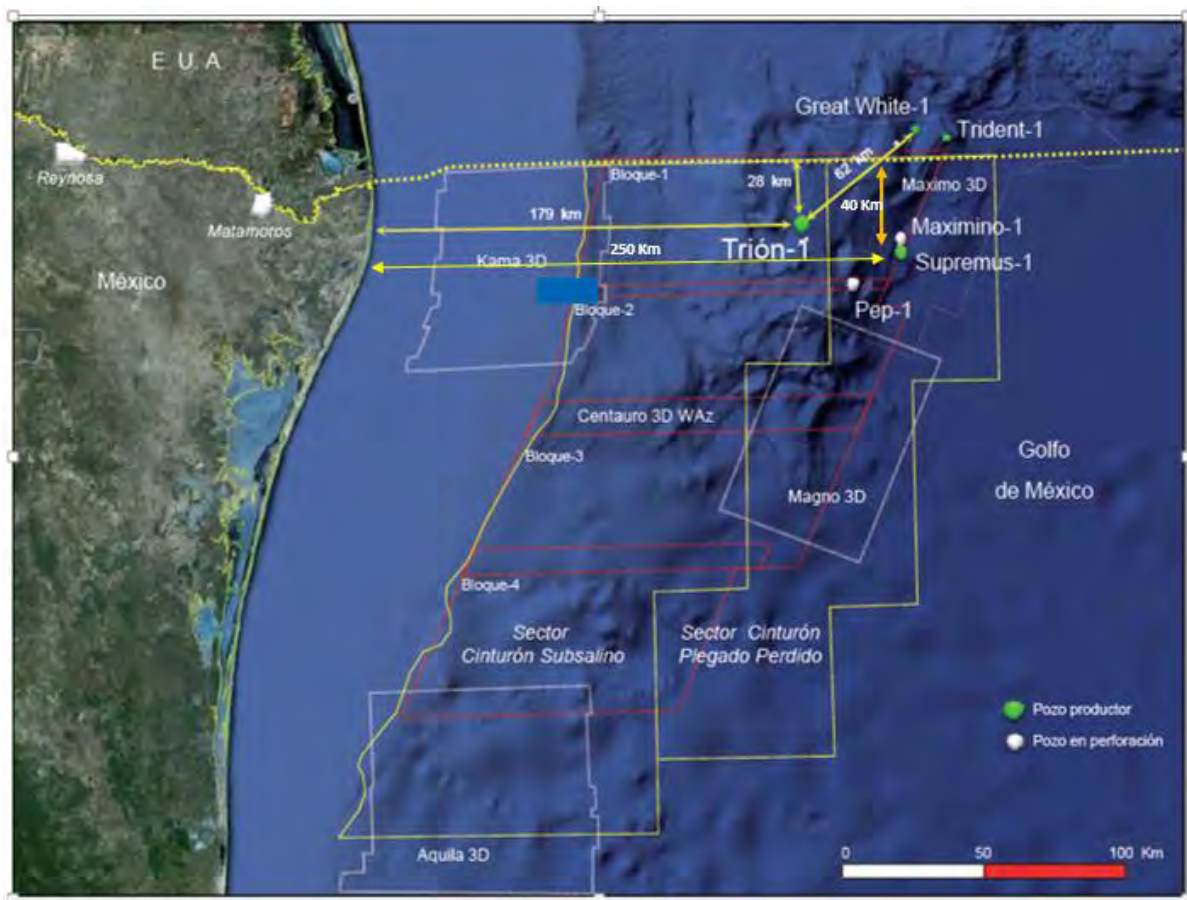 E. U. A
Great White-1
Trident-1
Reynosa
Bloque-1
28 km
62 km
Maximo 3D
40 Km
179 km
Matamoros
Maximino-1
Trión-1
250 Km
Kama 3D
Supremus-1
México
Bloque-2
Pep-1
Centauro 3D WAz
Bloque-3
Golfo
de México
Magno 3D
Bloque-4
Sector
Cinturón Subsalino
Sector Cinturón
Plegado Perdido
Pozo productor
Pozo en perforación
Aquila 3D
0 50 100 Km